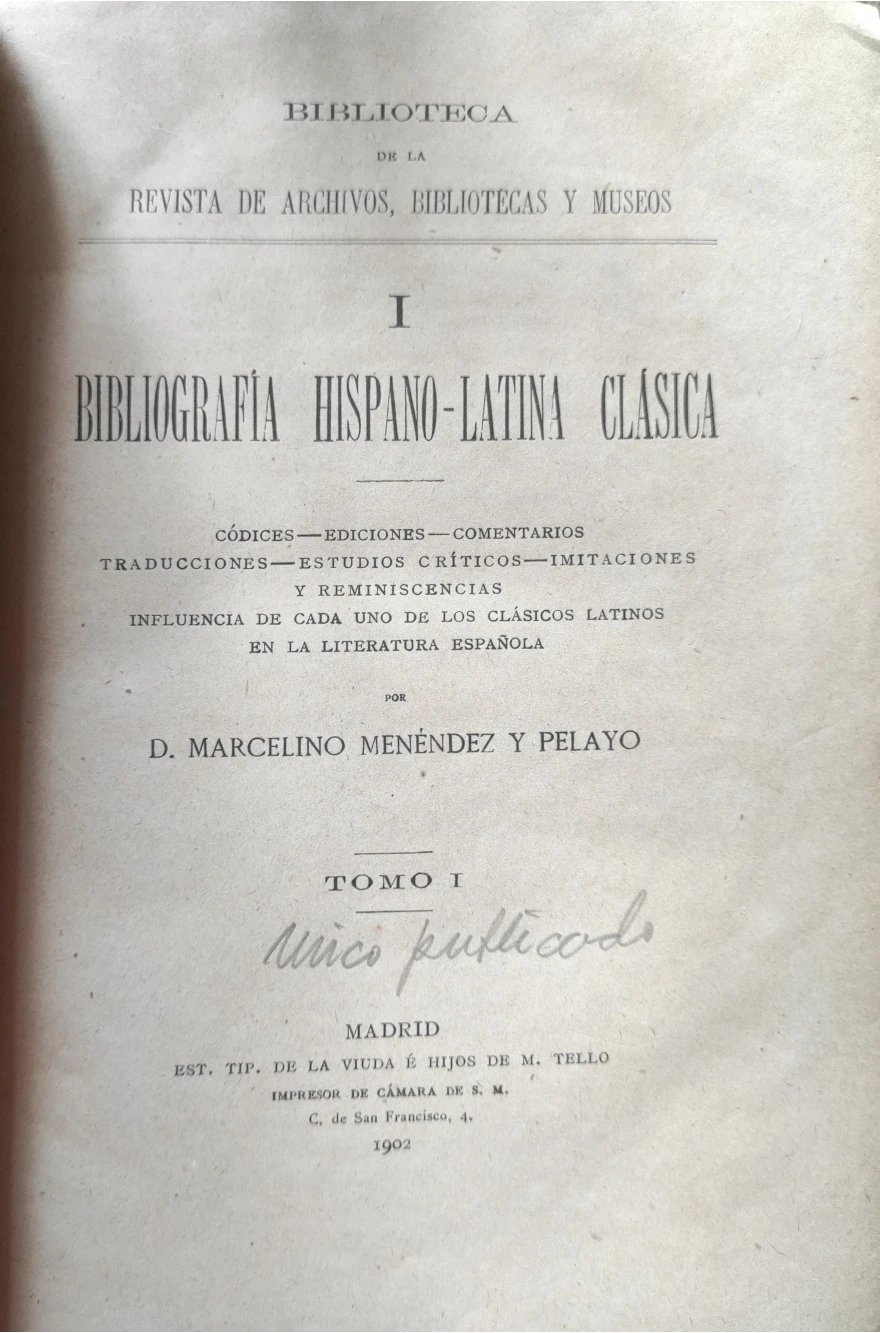 BIBLIOTECA
DE LA
REVISTA DE ARCHIVOS, BIBLIOTECAS Y MUSEOS
I
BIBLIOGRAFÍA HISPANO-LATINA CLÁSICA
CÓDICES—EDICIONES—COMENTARIOS
TRADUCCIONES—ESTUDIOS CRÍTICOS—IMITACIONES
Y REMINISCENCIAS
INFLUENCIA DE CADA UNO DE LOS CLÁSICOS LATINOS
EN LA LITERATURA ESPAÑOLA
POR
D. MARCELINO MENÉNDEZ Y PELAYO
TOMO I
Unico publicado
MADRID
EST. TIP. DE LA VIUDA É HIJOS DE M. TELLO
IMPRESOR DE CÁMARA DE S. M.
C. de San Francisco, 4.
1902